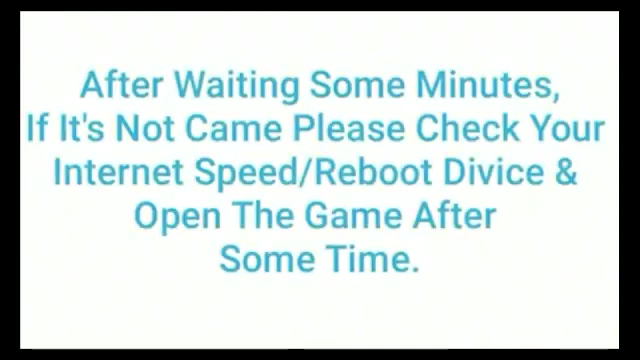 After Waiting Some Minutes,
If It's Not Came Please Check Your
Internet Speed/Reboot Divice &
Open The Game After
Some Time.